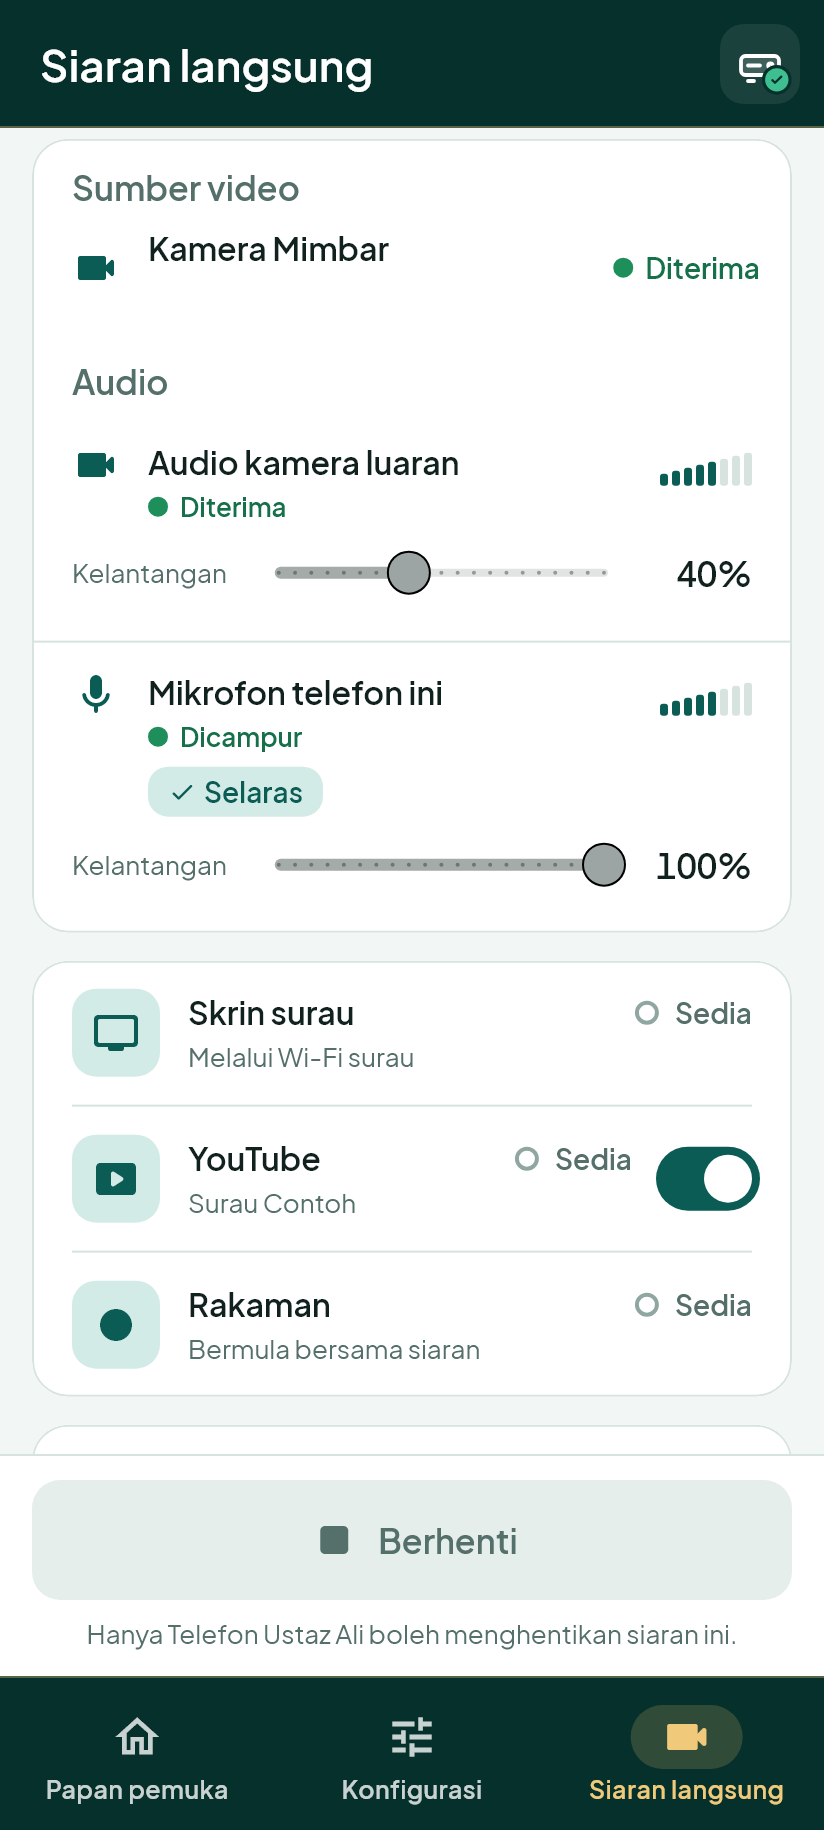 Siaran langsung
Sumber video
Kamera Mimbar
Diterima
Audio
Audio kamera luaran
Diterima
Kelantangan
40%
Mikrofon telefon ini
Dicampur
Selaras
Kelantangan
100%
Skrin surau
Sedia
Melalui Wi-Fi surau
YouTube
Sedia
Surau Contoh
Rakaman
Sedia
Bermula bersama siaran
Berhenti
Hanya Telefon Ustaz Ali boleh menghentikan siaran ini.
Papan pemuka
Konfigurasi
Siaran langsung